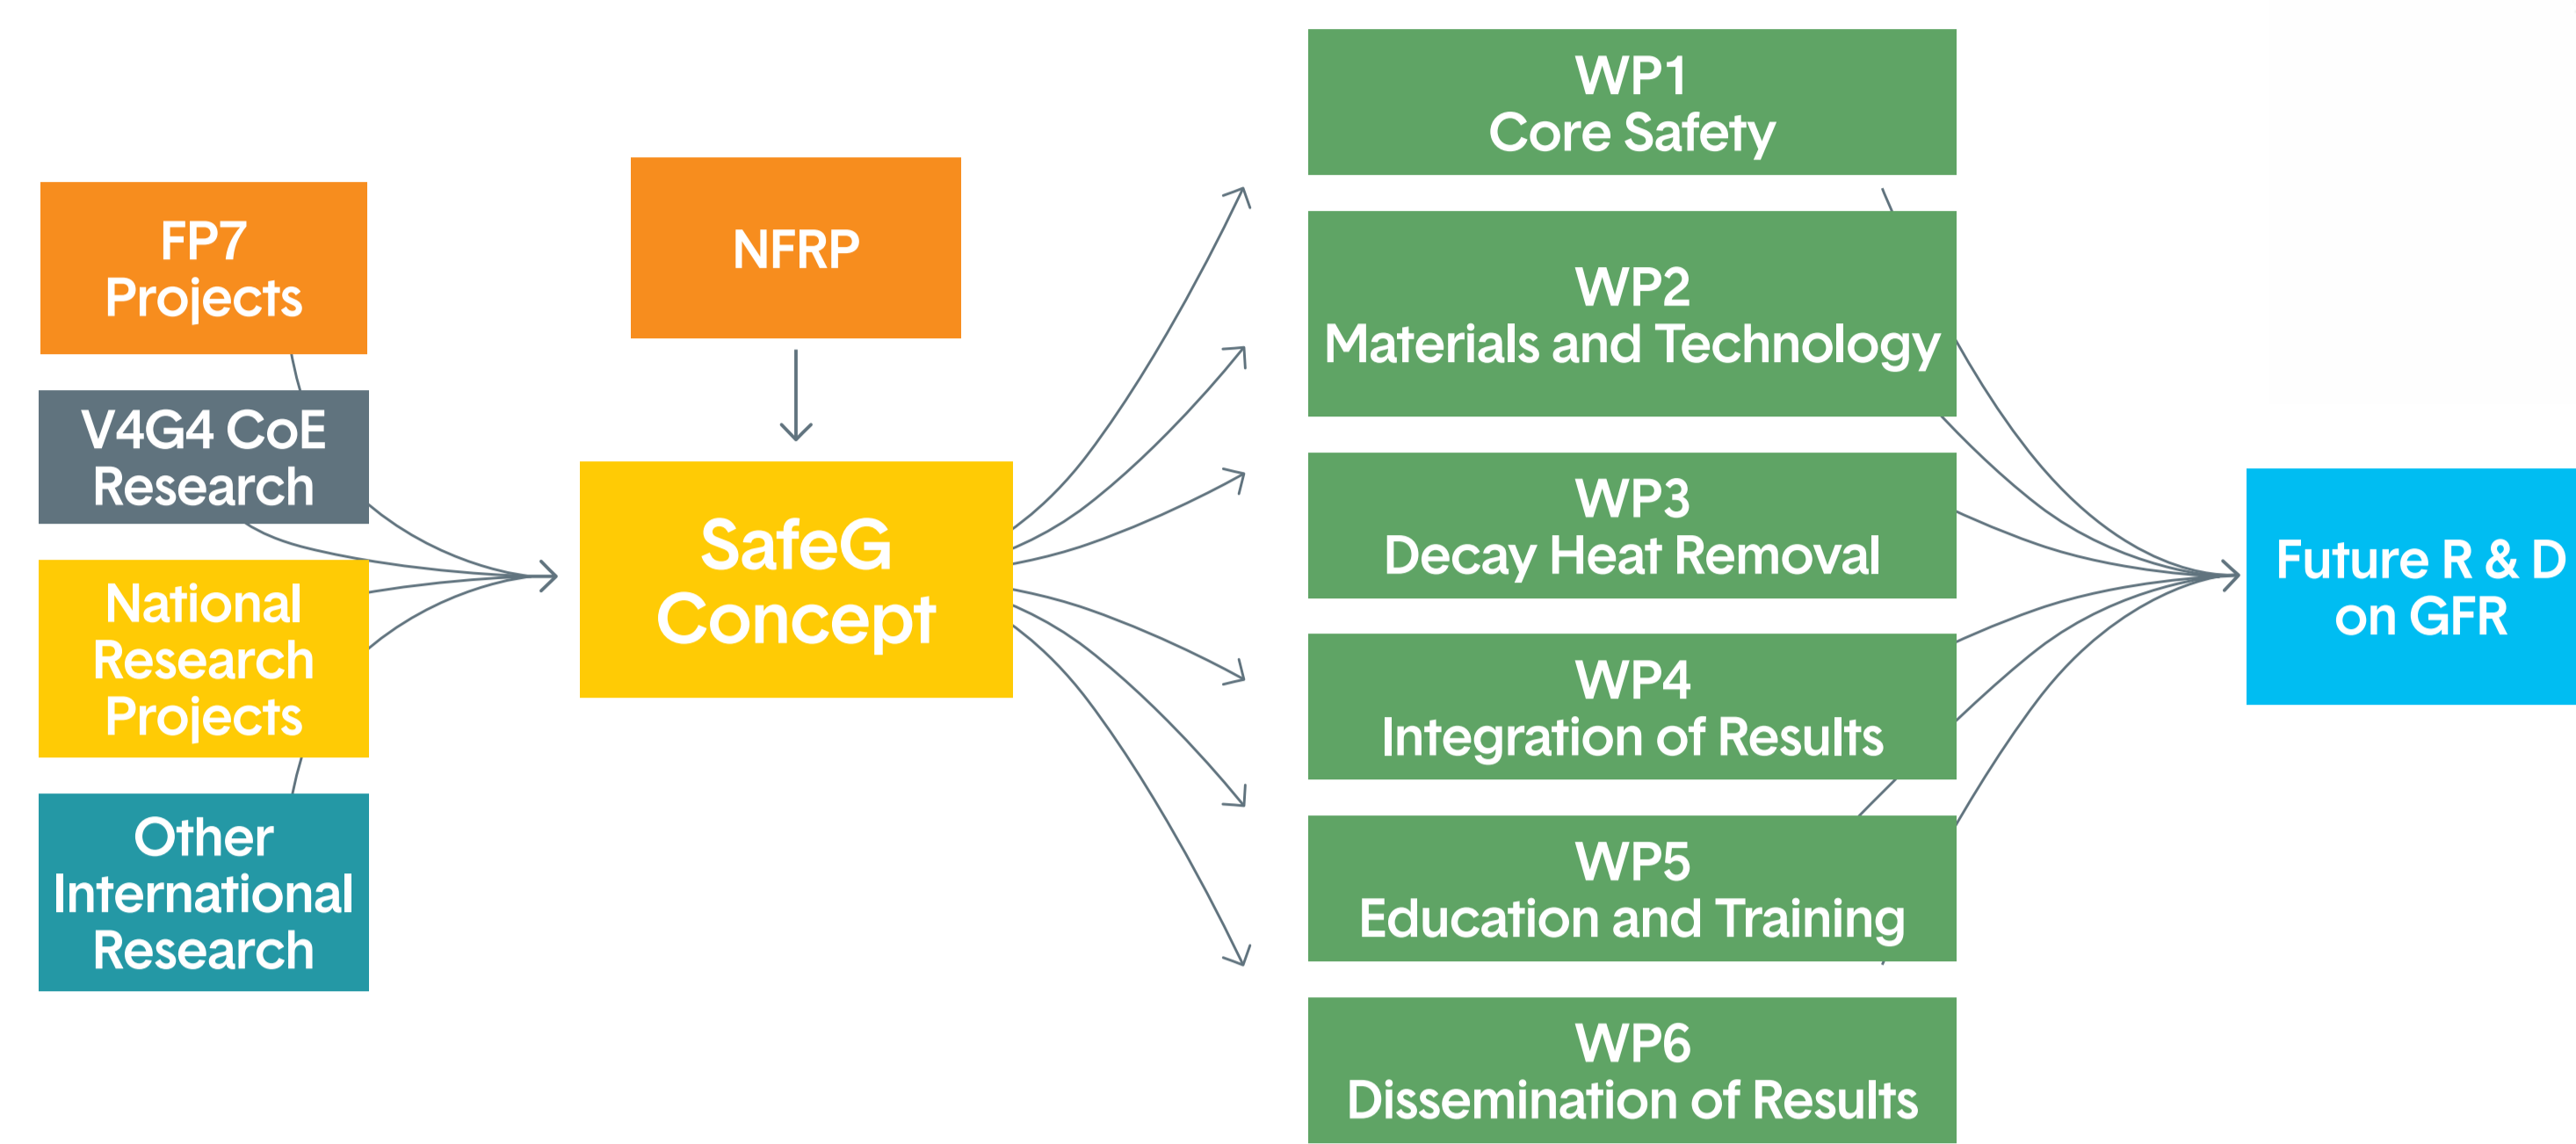 FP7
Projects
V4G4 CoE
Research
National
Research
Projects
Other
International
Research
NFRP
SafeG
Concept
WP1
Core Safety
WP2
Materials and Technology
WP3
Decay Heat Removal
WP4
Integration of Results
WP5
Education and Training
WP6
Dissemination of Results
Future R & D
on GFR